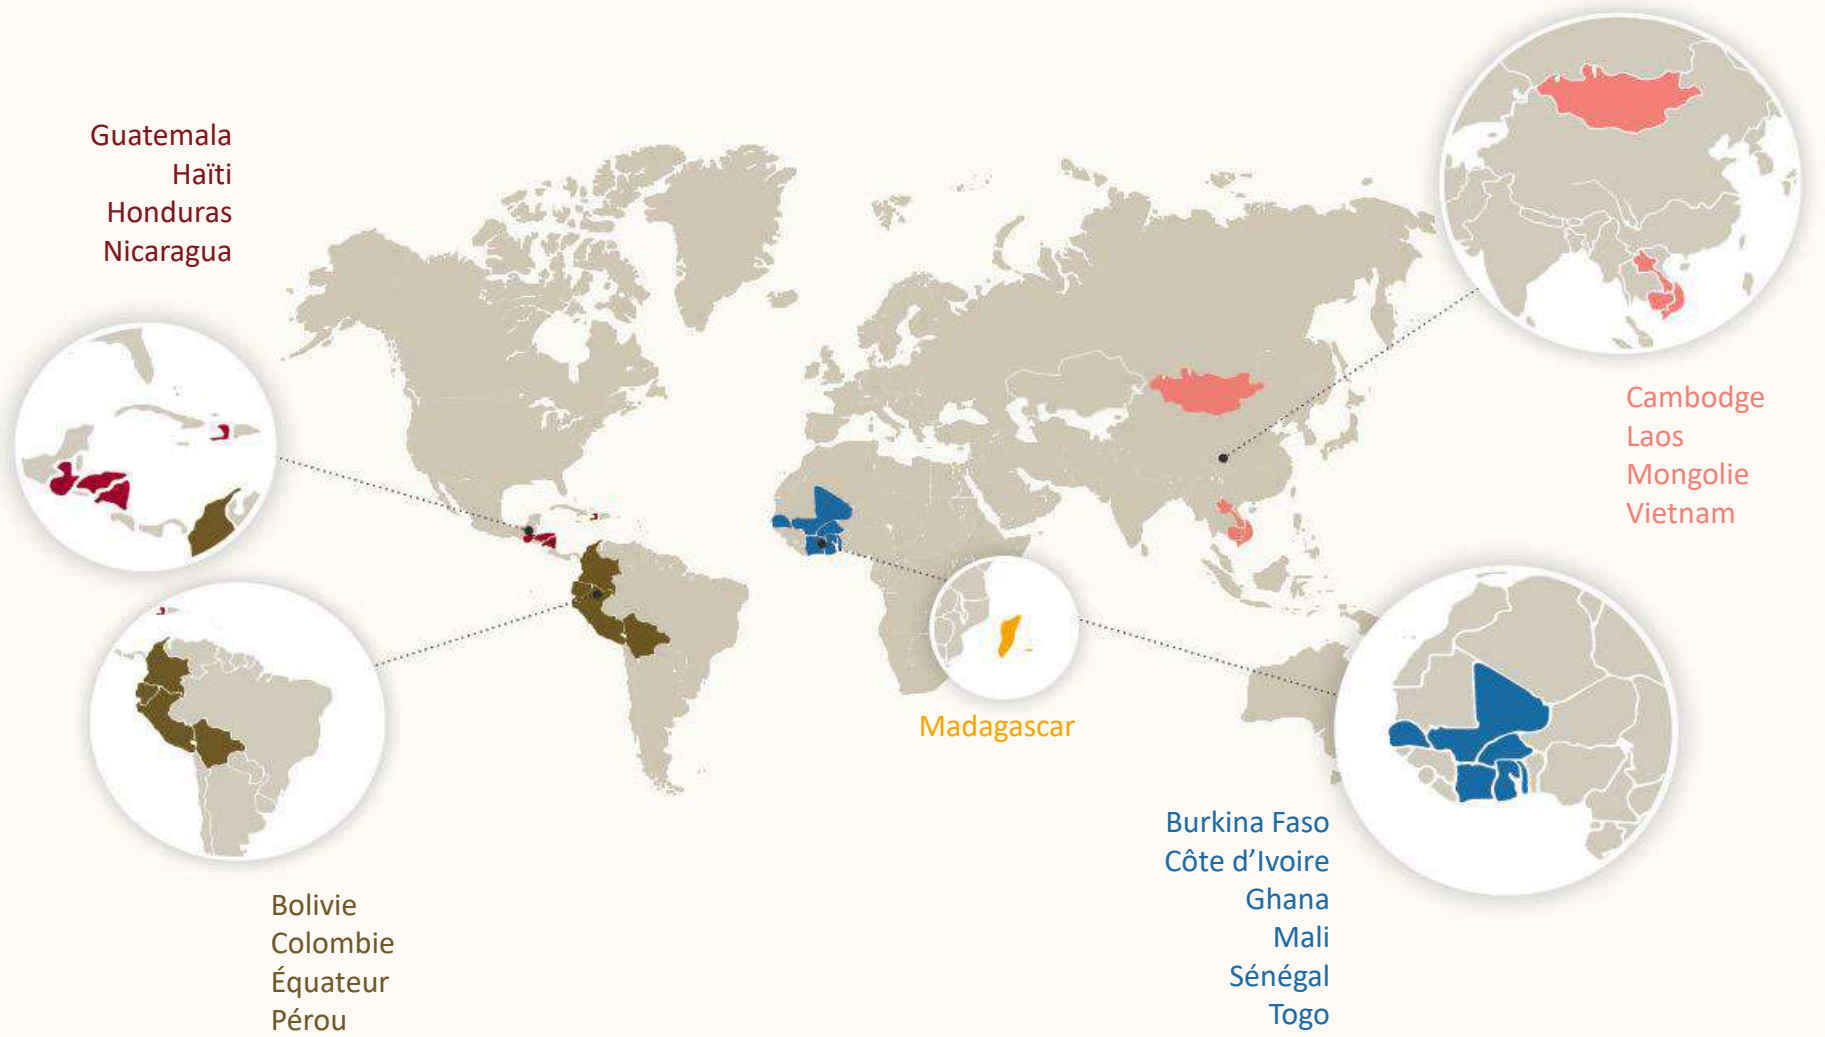 Guatemala
Haïti
Honduras
Nicaragua
Cambodge
Laos
Mongolie
Vietnam
Madagascar
Burkina Faso
Côte d’Ivoire
Ghana
Mali
Sénégal
Togo
Bolivie
Colombie
Équateur
Pérou